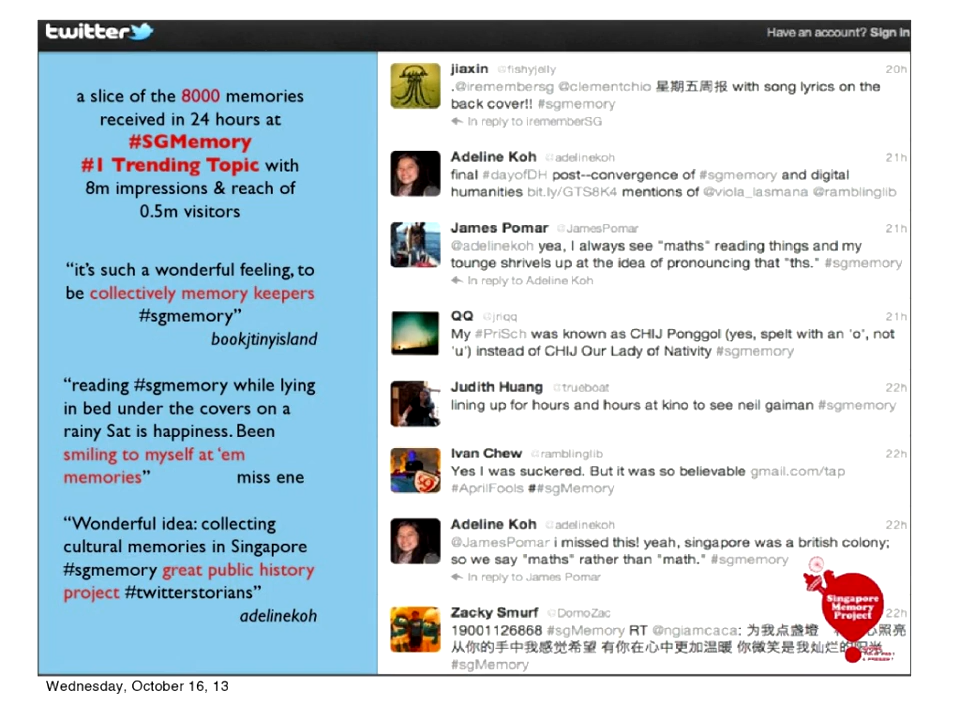 twitter
Have an account? Sign in
a slice of the 8000 memories
received in 24 hours at
#SGMemory
#1 Trending Topic with
8m impressions & reach of
0.5m visitors
“it’s such a wonderful feeling, to
be collectively memory keepers
#sgmemory”
bookjtinyisland
“reading #sgmemory while lying
in bed under the covers on a
rainy Sat is happiness. Been
smiling to myself at ‘em
memories” miss ene
“Wonderful idea: collecting
cultural memories in Singapore
#sgmemory great public history
project #twitterstorians”
adelinekoh
jiaxin @fishyjelly 20h
.@iremembersg @clementchio 星期五周报 with song lyrics on the
back cover!! #sgmemory
In reply to irememberSG
Adeline Koh @adelinekoh 21h
final #dayofDH post--convergence of #sgmemory and digital
humanities bit.ly/GTS8K4 mentions of @viola_lasmana @ramblinglib
James Pomar @JamesPomar 21h
@adelinekoh yea, I always see "maths" reading things and my
tounge shrivels up at the idea of pronouncing that "ths." #sgmemory
In reply to Adeline Koh
QQ @jnqq 21h
My #PriSch was known as CHIJ Ponggol (yes, spelt with an 'o', not
'u') instead of CHIJ Our Lady of Nativity #sgmemory
Judith Huang @trueboat 22h
lining up for hours and hours at kino to see neil gaiman #sgmemory
Ivan Chew @ramblinglib 22h
Yes I was suckered. But it was so believable gmail.com/tap
#AprilFools ##sgMemory
Adeline Koh @adelinekoh 22h
@JamesPomar i missed this! yeah, singapore was a british colony;
so we say "maths" rather than "math." #sgmemory
In reply to James Pomar
Zacky Smurf @DomoZac 22h
19001126868 #sgMemory RT @ngiamcaca: 为我点盏灯 心照亮
从你的手中我感觉希望 有你在心中更加温暖 你微笑是我灿烂的
#sgMemory
Singapore
Memory
Project
Wednesday, October 16, 13